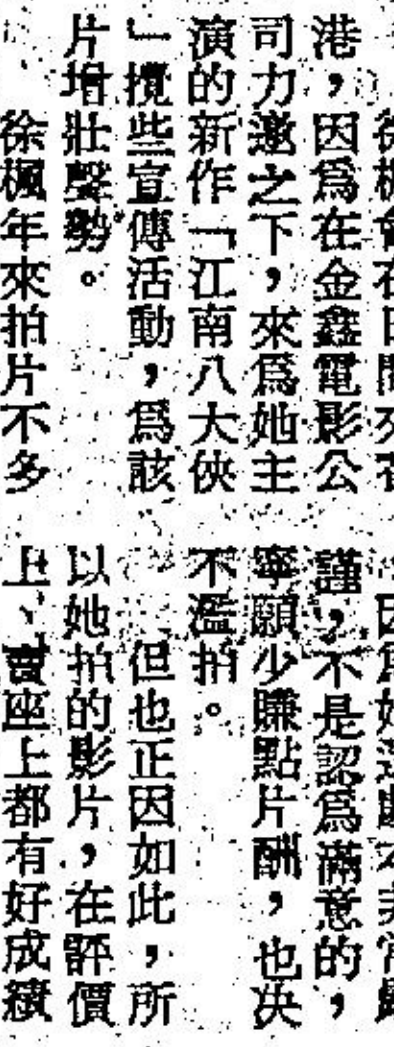 港，因爲在金鑫電影公
司力邀之下，來爲她主
演的新作「江南八大俠
」攪些宣傳活動，爲該
片增壯聲勢。
徐楓年來拍片不多
謹，不是認爲滿意的，
寧願少賺點片酬，也决
不濫拍。
但也正因如此，所
以她拍的影片，在評價
上、賣座上都有好成績